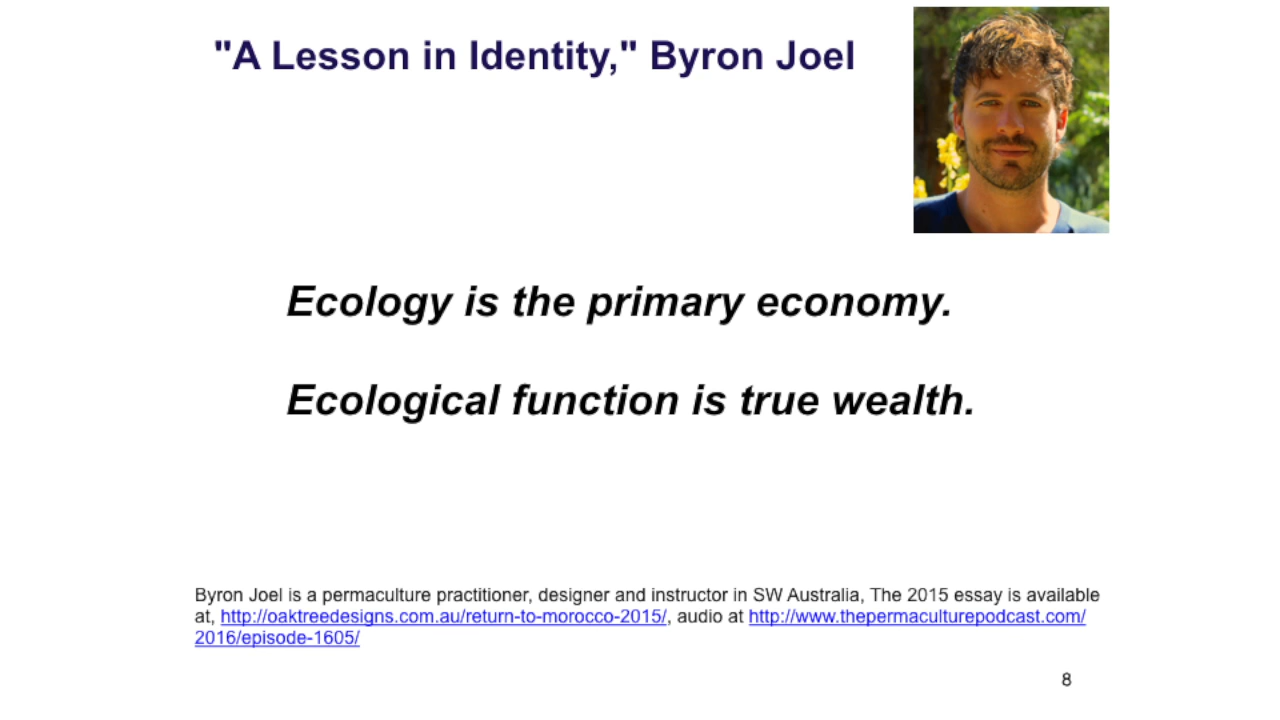 "A Lesson in Identity," Byron Joel
Ecology is the primary economy.
Ecological function is true wealth.
Byron Joel is a permaculture practitioner, designer and instructor in SW Australia, The 2015 essay is available
at, http://oaktreedesigns.com.au/return-to-morocco-2015/, audio at http://www.thepermaculturepodcast.com/
2016/episode-1605/
8